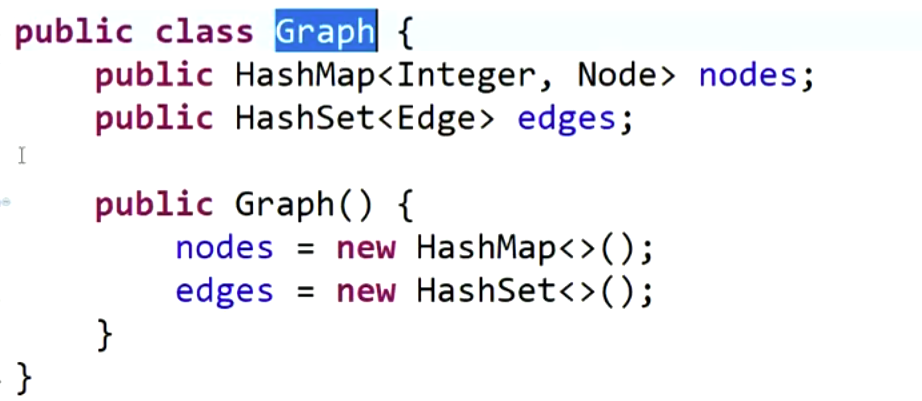 public class Graph {
    public HashMap<Integer, Node> nodes;
    public HashSet<Edge> edges;

    public Graph() {
        nodes = new HashMap<>();
        edges = new HashSet<>();
    }
}